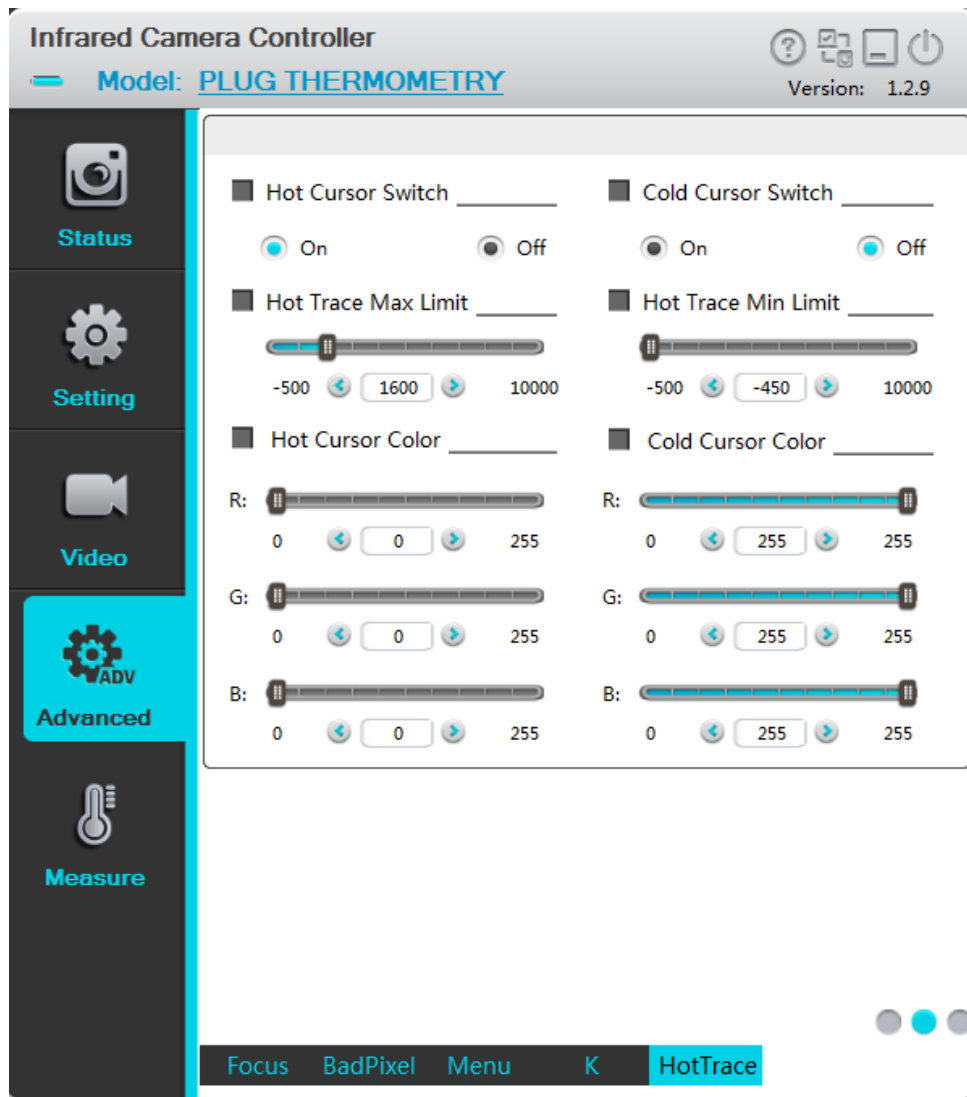 Infrared Camera Controller
Model: PLUG THERMOMETRY
Version: 1.2.9
Status
Setting
Video
ADV
Advanced
Measure
Hot Cursor Switch
Cold Cursor Switch
On Off
On Off
Hot Trace Max Limit
Hot Trace Min Limit
-500 1600 10000
-500 -450 10000
Hot Cursor Color
Cold Cursor Color
R:
R:
0 0 255
0 255 255
G:
G:
0 0 255
0 255 255
B:
B:
0 0 255
0 255 255
Focus BadPixel Menu K HotTrace